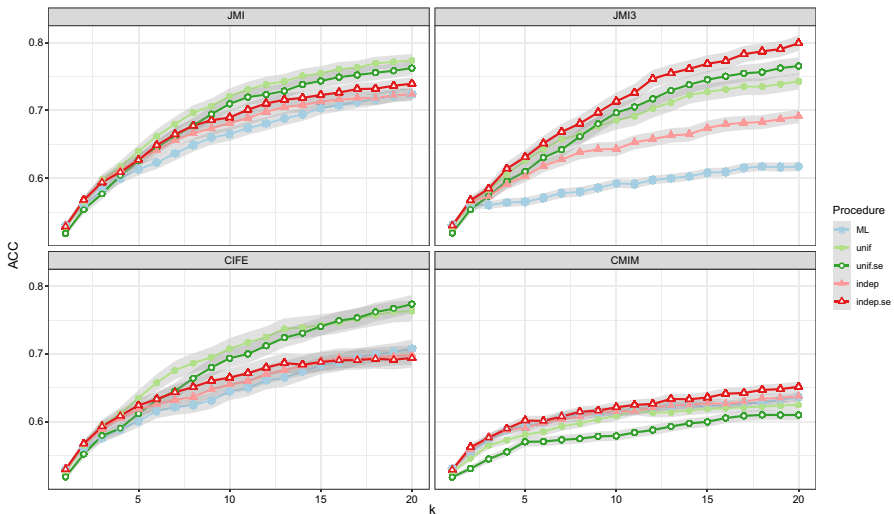 JMI
JMI3
0.8
0.7
0.6
CIFE
CMIM
0.8
0.7
0.6
ACC
5
10
15
20
5
10
15
20
k
Procedure
ML
unif
unif.se
indep
indep.se